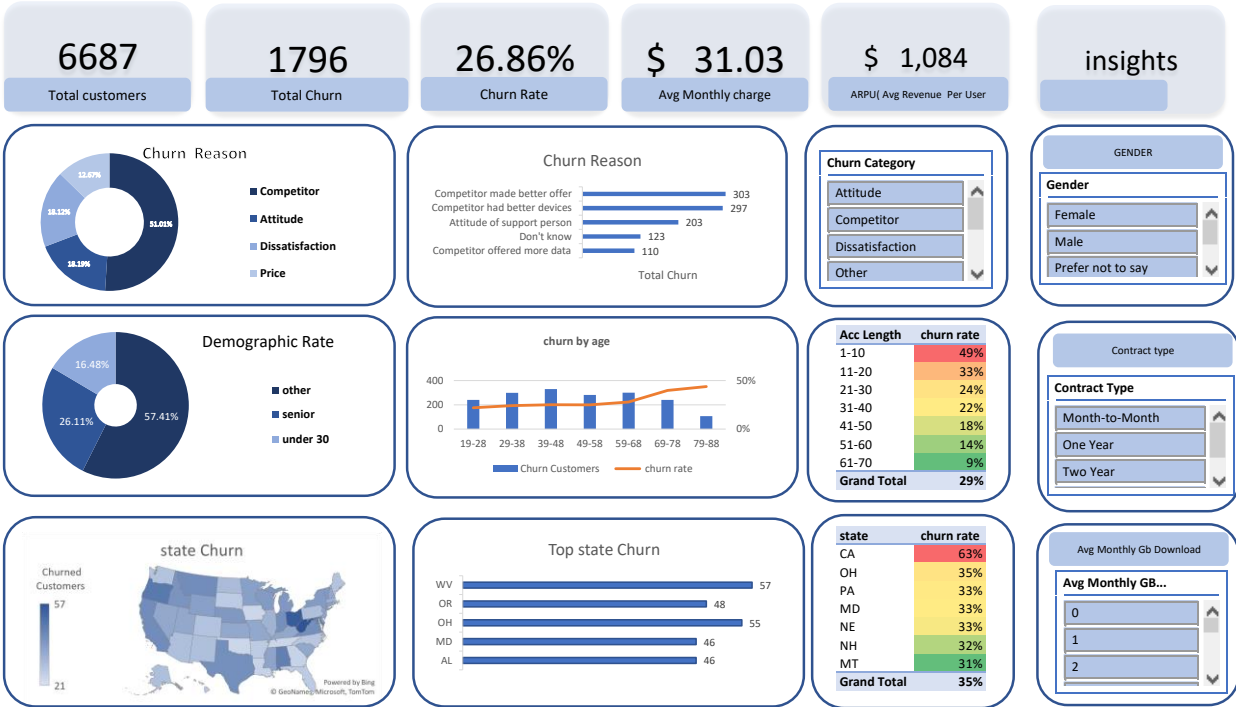 6687
Total customers
1796
Total Churn
26.86%
Churn Rate
$ 31.03
Avg Monthly charge
$ 1,084
ARPU( Avg Revenue Per User
insights
Churn Reason
12.67%
18.12%
18.19%
51.01%
Competitor
Attitude
Dissatisfaction
Price
Churn Reason
Competitor made better offer 303
Competitor had better devices 297
Attitude of support person 203
Don't know 123
Competitor offered more data 110
Total Churn
Churn Category
Attitude
Competitor
Dissatisfaction
Other
GENDER
Gender
Female
Male
Prefer not to say
Demographic Rate
16.48%
26.11%
57.41%
other
senior
under 30
churn by age
400
200
0
50%
0%
19-28 29-38 39-48 49-58 59-68 69-78 79-88
Churn Customers churn rate
Acc Length churn rate
1-10 49%
11-20 33%
21-30 24%
31-40 22%
41-50 18%
51-60 14%
61-70 9%
Grand Total 29%
Contract type
Contract Type
Month-to-Month
One Year
Two Year
state Churn
Churned
Customers
57
21
Powered by Bing
© GeoNames, Microsoft, TomTom
Top state Churn
WV 57
OR 48
OH 55
MD 46
AL 46
state churn rate
CA 63%
OH 35%
PA 33%
MD 33%
NE 33%
NH 32%
MT 31%
Grand Total 35%
Avg Monthly Gb Download
Avg Monthly GB...
0
1
2